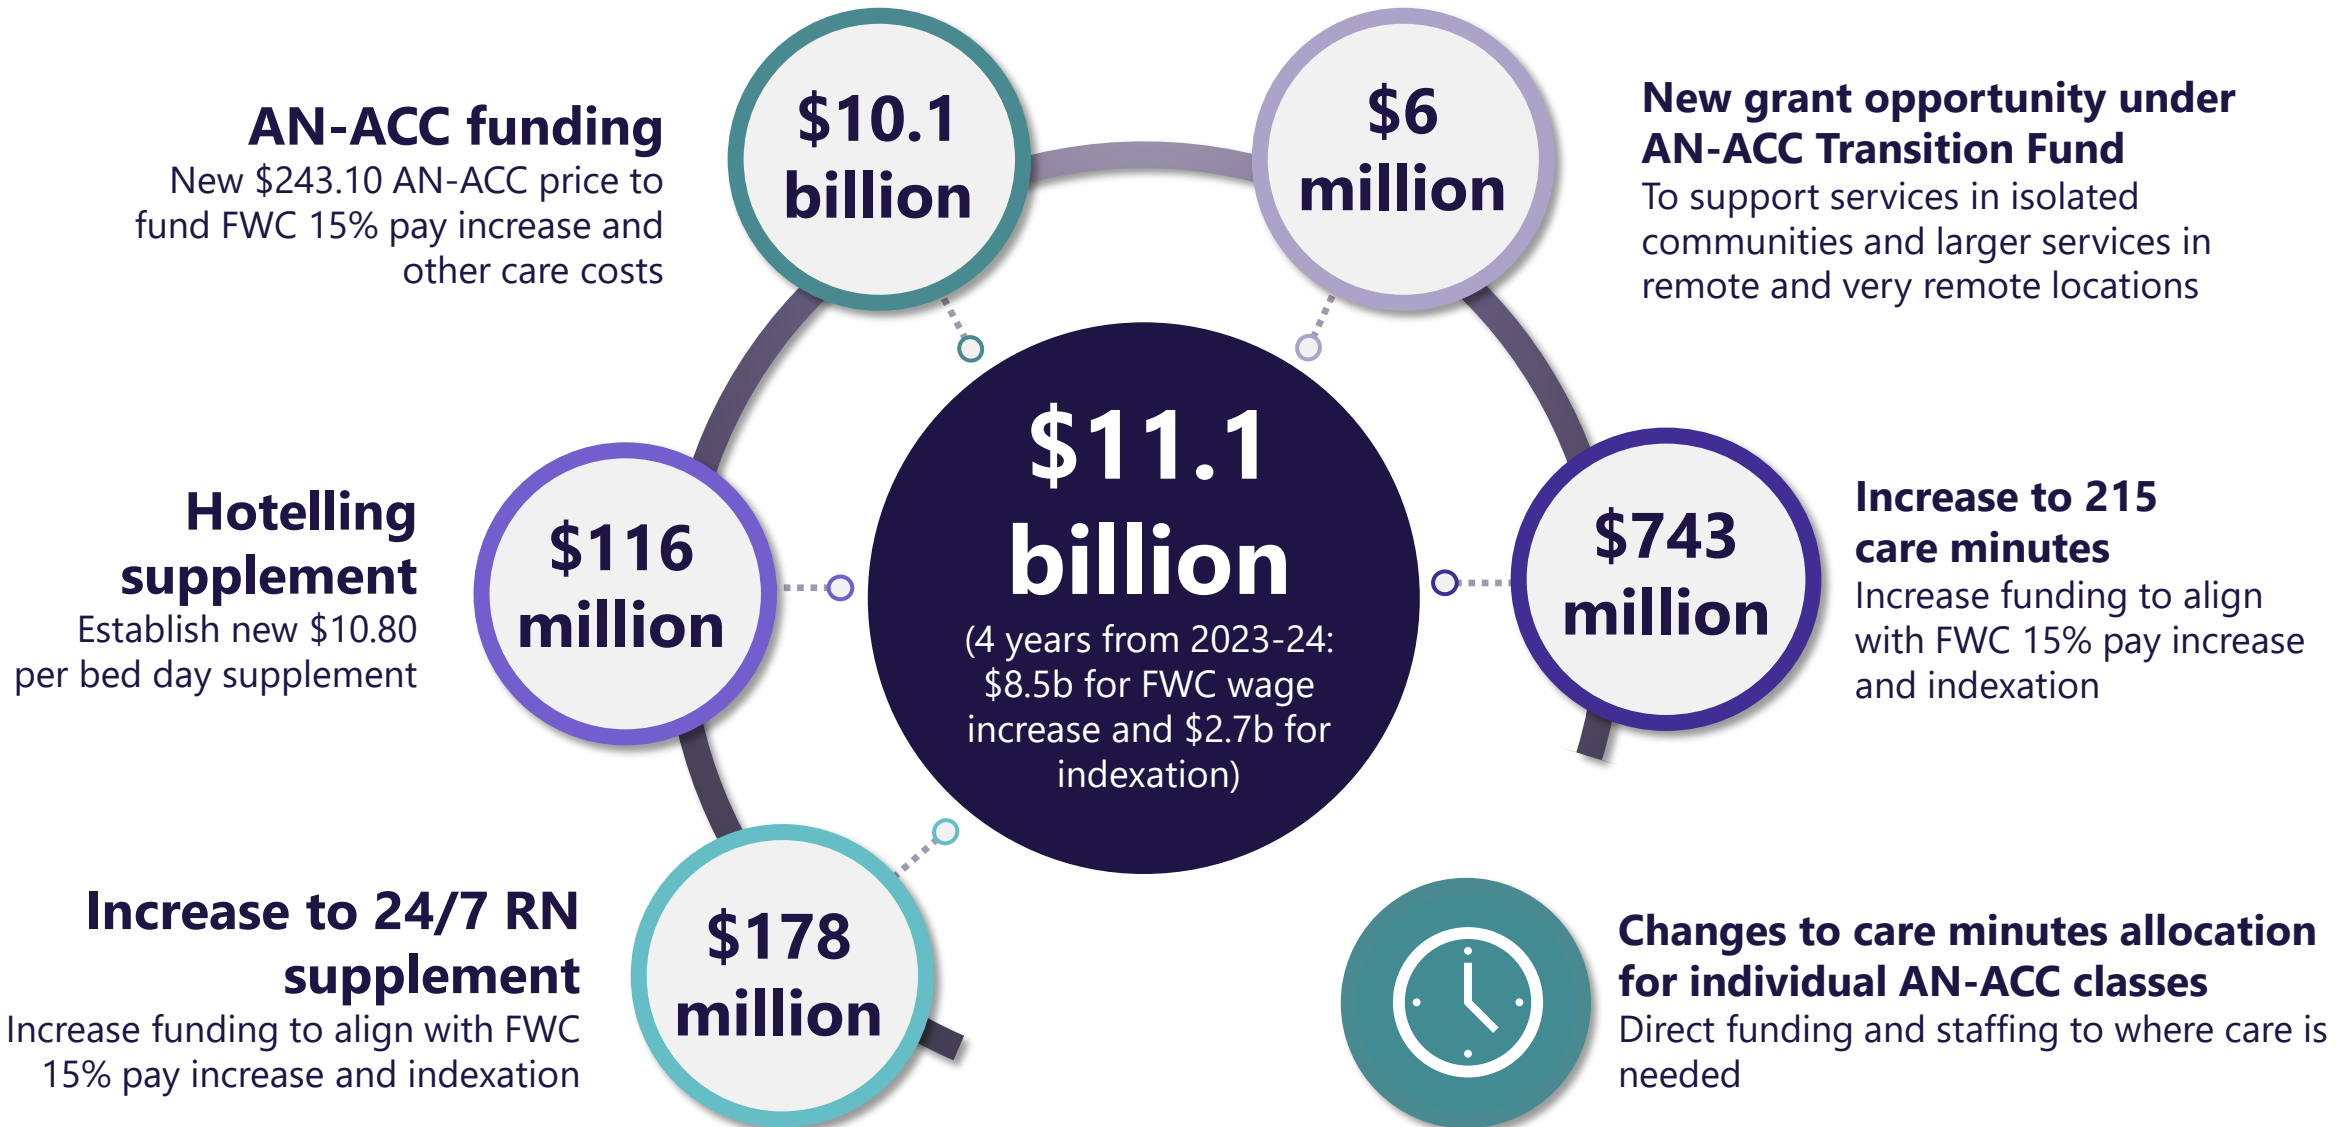 AN-ACC funding
New $243.10 AN-ACC price to
fund FWC 15% pay increase and
other care costs
$10.1
billion
$6
million
New grant opportunity under
AN-ACC Transition Fund
To support services in isolated
communities and larger services in
remote and very remote locations
Hotelling
supplement
Establish new $10.80
per bed day supplement
$116
million
$11.1
billion
(4 years from 2023-24:
$8.5b for FWC wage
increase and $2.7b for
indexation)
$743
million
Increase to 215
care minutes
Increase funding to align
with FWC 15% pay increase
and indexation
Increase to 24/7 RN
supplement
Increase funding to align with FWC
15% pay increase and indexation
$178
million
Changes to care minutes allocation
for individual AN-ACC classes
Direct funding and staffing to where care is
needed